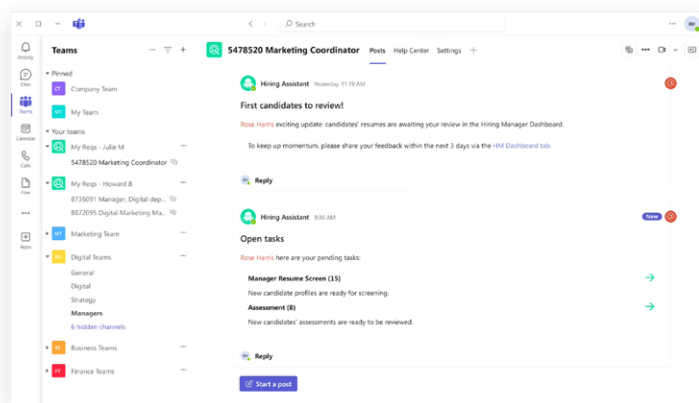 Search
Activity
Chat
Teams
Calendar
Calls
Files
Apps
Teams
Pinned
CT Company Team
MT My Team
Your teams
My Reqs - Julie M
5478520 Marketing Coordinator
My Reqs - Howard B
8735091 Manager, Digital dep...
8872095 Digital Marketing Ma...
MT Marketing Team
Digital Teams
General
Digital
Strategy
Managers
6 hidden channels
Business Teams
FT Finance Teams
5478520 Marketing Coordinator Posts Help Center Settings
Hiring Assistant Yesterday 11:19 AM
First candidates to review!
Rose Harris exciting update: candidates' resumes are awaiting your review in the Hiring Manager Dashboard.
To keep up momentum, please share your feedback within the next 3 days via the HM Dashboard tab.
Reply
Hiring Assistant 9:00 AM New
Open tasks
Rose Harris here are your pending tasks:
Manager Resume Screen (15)
New candidate profiles are ready for screening.
Assessment (8)
New candidates' assessments are ready to be reviewed.
Reply
Start a post